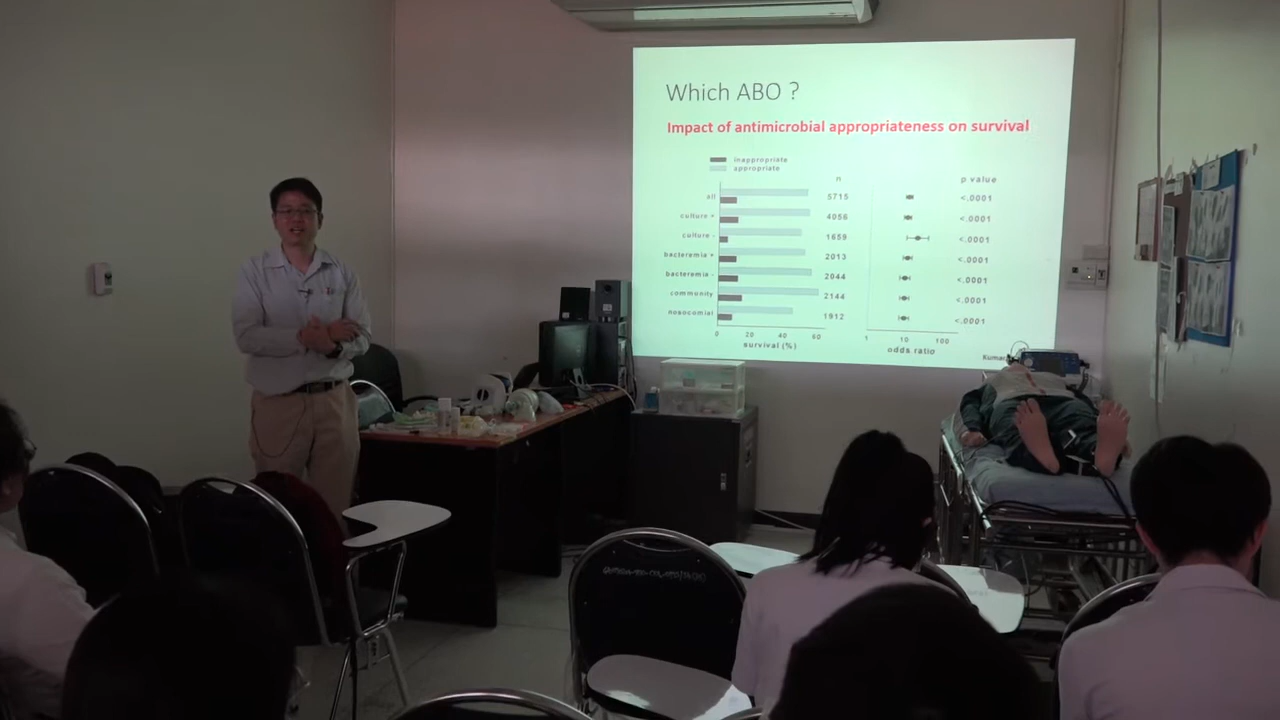 Which ABO ?
Impact of antimicrobial appropriateness on survival
inappropriate
appropriate
n
p value
all 5715 <.0001
culture + 4056 <.0001
culture - 1659 <.0001
bacteremia + 2013 <.0001
bacteremia - 2044 <.0001
community 2144 <.0001
nosocomial 1912 <.0001
0 20 40 60 1 10 100
survival (%) odds ratio